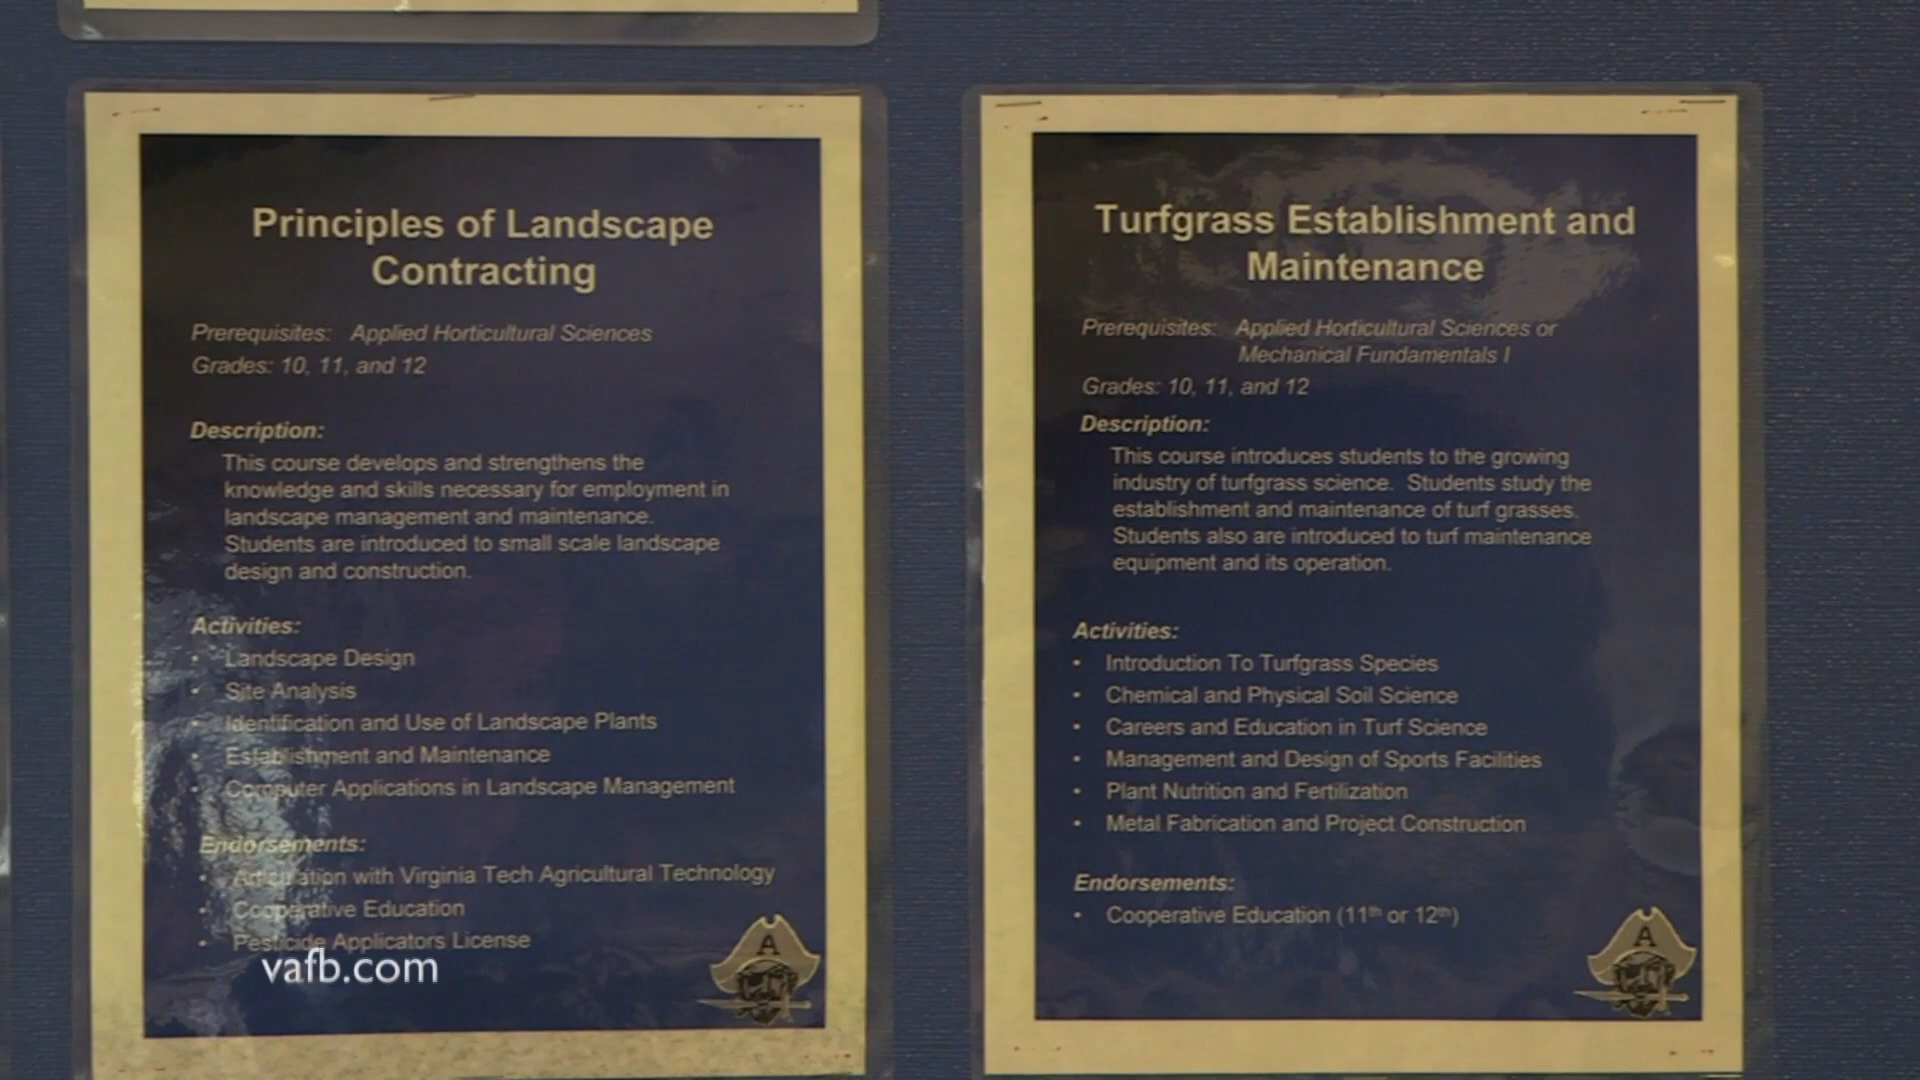 Principles of Landscape
Contracting
Prerequisites: Applied Horticultural Sciences
Grades: 10, 11, and 12
Description:
This course develops and strengthens the
knowledge and skills necessary for employment in
landscape management and maintenance.
Students are introduced to small scale landscape
design and construction.
Activities:
• Landscape Design
• Site Analysis
• Identification and Use of Landscape Plants
• Establishment and Maintenance
• Computer Applications in Landscape Management
Endorsements:
• Articulation with Virginia Tech Agricultural Technology
• Cooperative Education
• Pesticide Applicators License
A
vafb.com
Turfgrass Establishment and
Maintenance
Prerequisites: Applied Horticultural Sciences or
Mechanical Fundamentals I
Grades: 10, 11, and 12
Description:
This course introduces students to the growing
industry of turfgrass science. Students study the
establishment and maintenance of turf grasses.
Students also are introduced to turf maintenance
equipment and its operation.
Activities:
• Introduction To Turfgrass Species
• Chemical and Physical Soil Science
• Careers and Education in Turf Science
• Management and Design of Sports Facilities
• Plant Nutrition and Fertilization
• Metal Fabrication and Project Construction
Endorsements:
• Cooperative Education (11th or 12th)
A